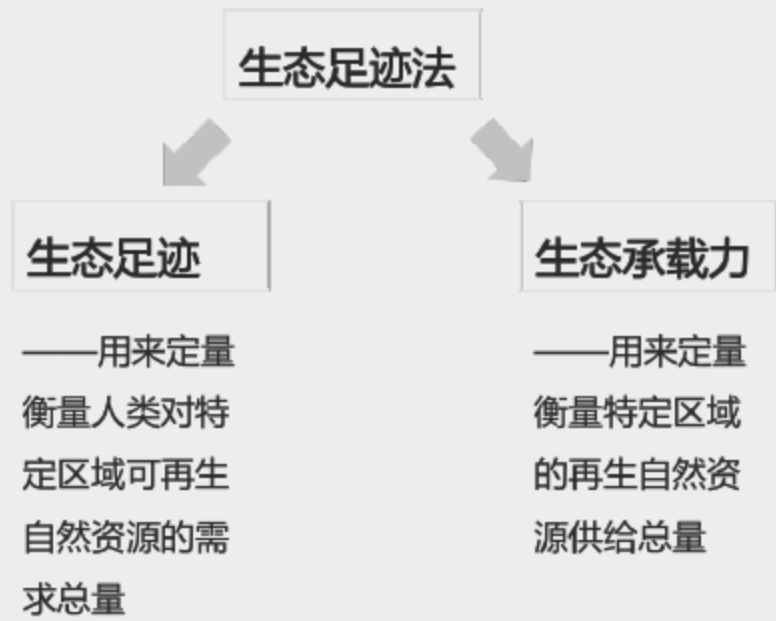 生态足迹法
生态足迹
——用来定量
衡量人类对特
定区域可再生
自然资源的需
求总量
生态承载力
——用来定量
衡量特定区域
的再生自然资
源供给总量